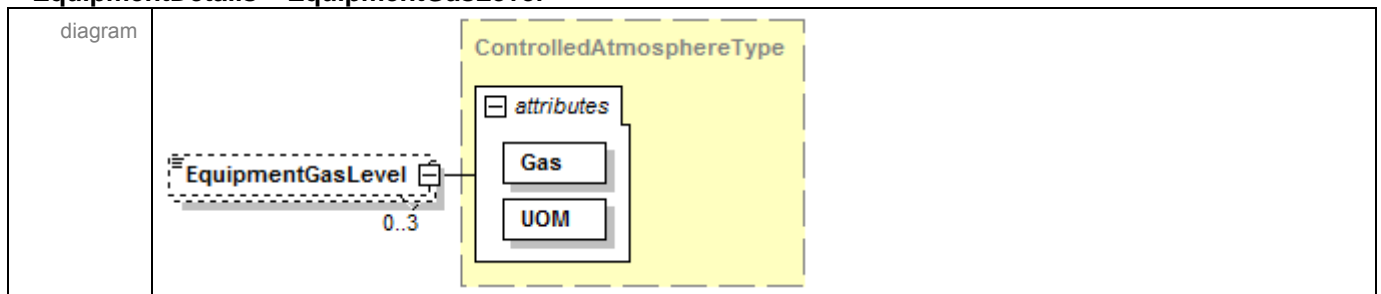 diagram
ControlledAtmosphereType
attributes
Gas
EquipmentGasLevel
0..3
UOM